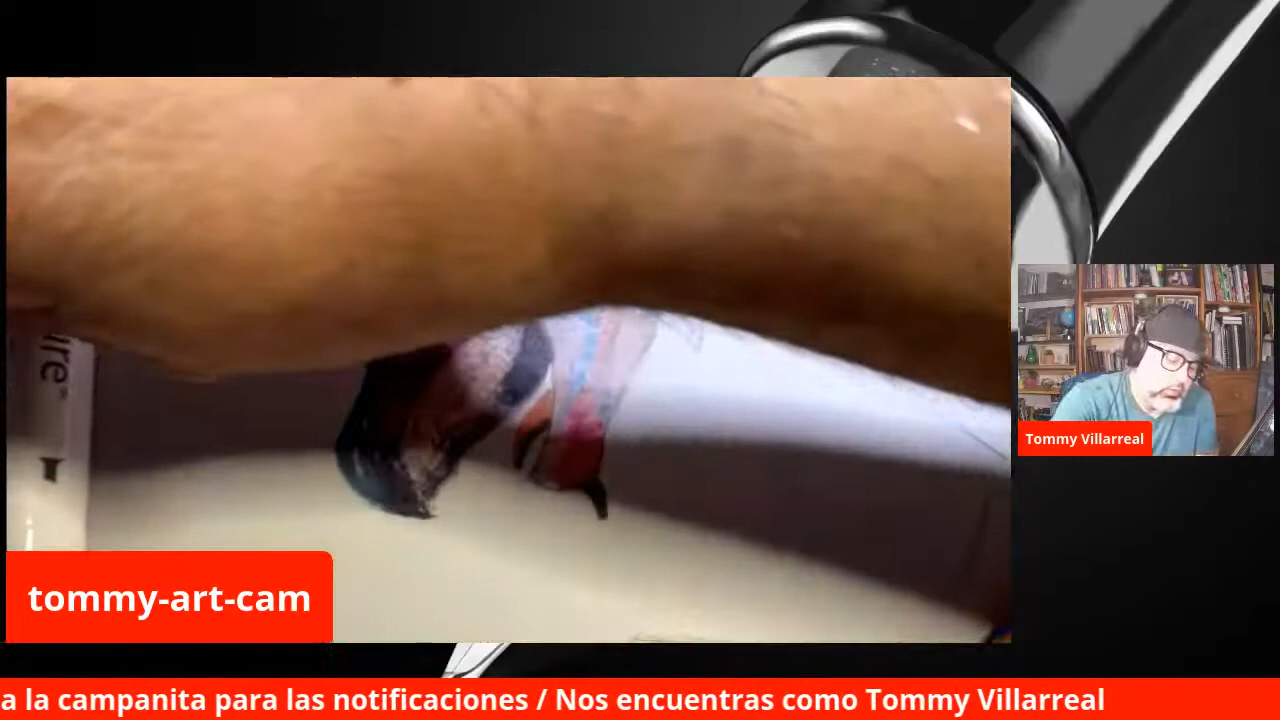 Tommy Villarreal
tommy-art-cam
a la campanita para las notificaciones / Nos encuentras como Tommy Villarreal